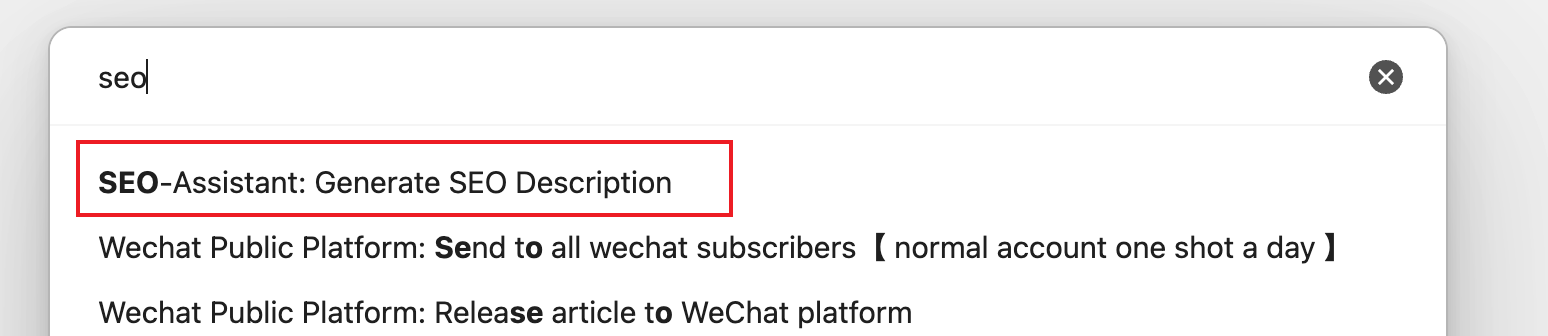 seo
SEO-Assistant: Generate SEO Description
Wechat Public Platform: Send to all wechat subscribers【 normal account one shot a day 】
Wechat Public Platform: Release article to WeChat platform